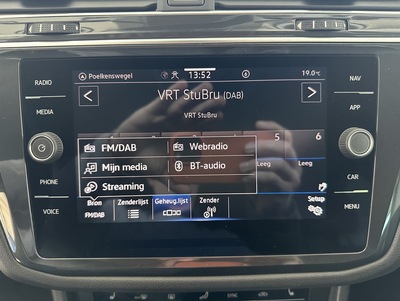 RADIO
MEDIA
PHONE
VOICE
NAV
APP
CAR
MENU
Poelkenswegel 13:52 19.0°C
< VRT StuBru (DAB) >
VRT StuBru
5 6
FM/DAB Webradio
Mijn media BT-audio
Streaming
Leeg Leeg
Bron Zenderlijst Geheug.lijst Zender Setup
FM/DAB